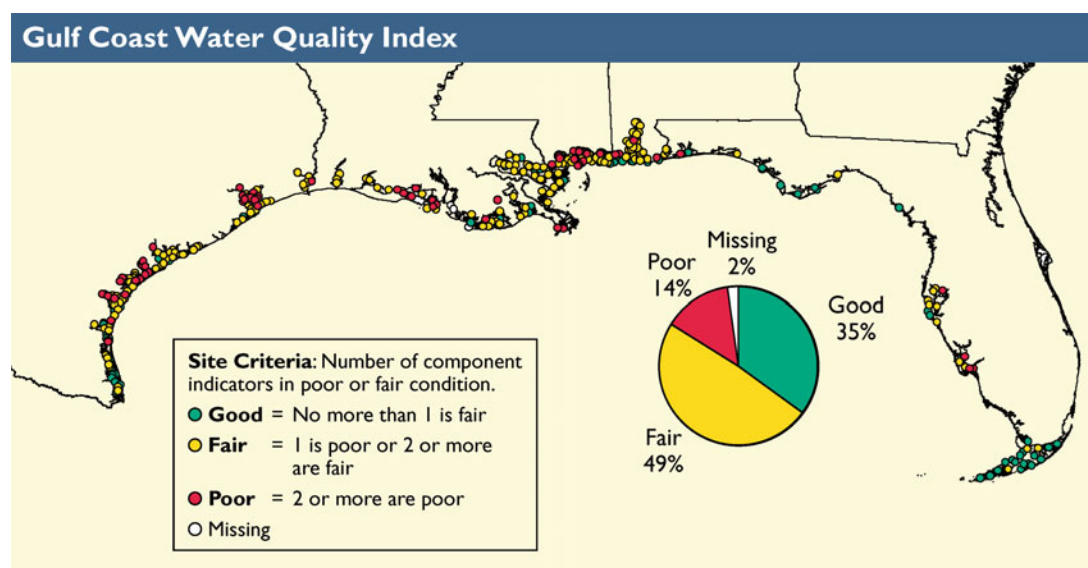 Gulf Coast Water Quality Index
Missing
2%
Poor
14%
Good
35%
Fair
49%
Site Criteria: Number of component
indicators in poor or fair condition.
Good = No more than 1 is fair
Fair = 1 is poor or 2 or more
are fair
Poor = 2 or more are poor
Missing